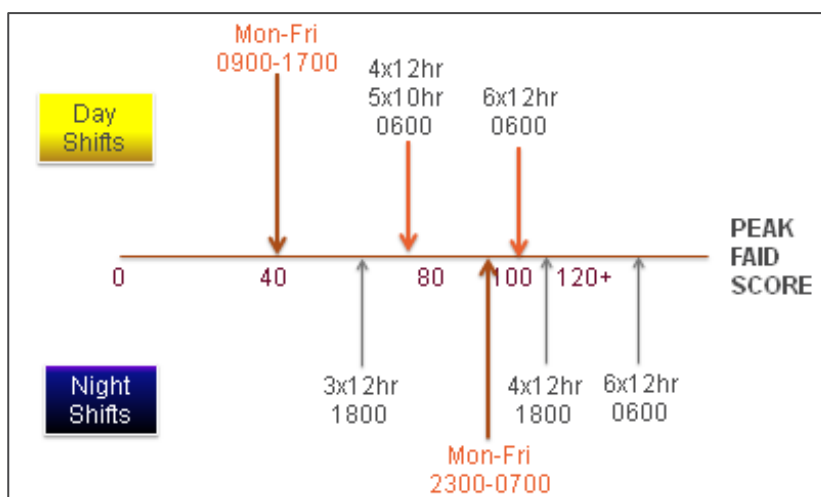 Mon-Fri
0900-1700
4x12hr
5x10hr
0600
6x12hr
0600
Day
Shifts
PEAK
FAID
SCORE
0 40 80 100 120+
Night
Shifts
3x12hr
1800
4x12hr
1800
6x12hr
0600
Mon-Fri
2300-0700